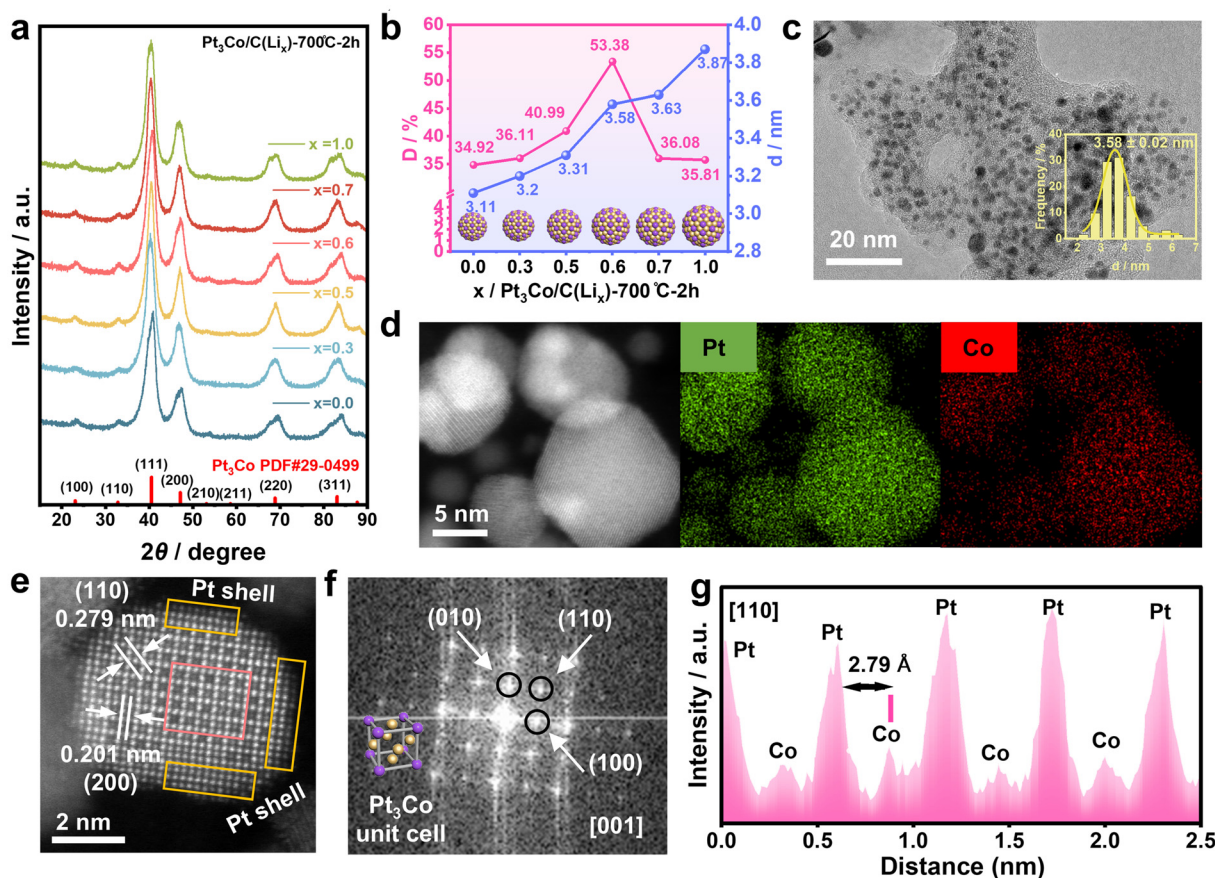 a
Pt₃Co/C(Liₓ)-700℃-2h
x =1.0
x=0.7
x=0.6
x=0.5
x=0.3
x=0.0
Pt₃Co PDF#29-0499
(100)
(110)
(111)
(200)
(210)
(211)
(220)
(311)
20 30 40 50 60 70 80 90
2θ / degree
Intensity / a.u.
b
D / %
60
55
50
45
40
35
4
3
2
1
0
34.92
36.11
40.99
53.38
36.08
35.81
3.11
3.2
3.31
3.58
3.63
3.87
4.0
3.8
3.6
3.4
3.2
3.0
2.8
d / nm
0.0 0.3 0.5 0.6 0.7 1.0
x / Pt₃Co/C(Liₓ)-700℃-2h
c
20 nm
3.58 ± 0.02 nm
Frequency / %
40
30
20
10
0
2 3 4 5 6 7
d / nm
d
5 nm
Pt
Co
e
(110)
0.279 nm
Pt shell
0.201 nm
(200)
Pt shell
2 nm
f
(010)
(110)
(100)
Pt₃Co
unit cell
[001]
g
[110]
Pt
Co
Pt
2.79 Å
Co
Pt
Co
Pt
Co
Pt
Intensity / a.u.
0.0 0.5 1.0 1.5 2.0 2.5
Distance (nm)